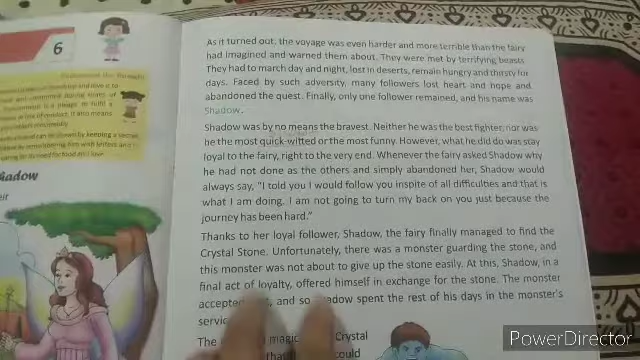 6
hadow
eir
As it turned out, the voyage was even harder and more terrible than the fairy
had imagined and warned them about. They were met by terrifying beasts.
They had to march day and night, lost in deserts, remain hungry and thirsty for
days. Faced by such adversity, many followers lost heart and hope and
abandoned the quest. Finally, only one follower remained, and his name was
Shadow.
Shadow was by no means the bravest. Neither he was the best fighter, nor was
he the most quick-witted or the most funny. However, what he did do was stay
loyal to the fairy, right to the very end. Whenever the fairy asked Shadow why
he had not done as the others and simply abandoned her, Shadow would
always say, "I told you I would follow you inspite of all difficulties and that is
what I am doing. I am not going to turn my back on you just because the
journey has been hard."
Thanks to her loyal follower, Shadow, the fairy finally managed to find the
Crystal Stone. Unfortunately, there was a monster guarding the stone, and
this monster was not about to give up the stone easily. At this, Shadow, in a
final act of loyalty, offered himself in exchange for the stone. The monster
accepted and so adow spent the rest of his days in the monster's
servic
The magic Crystal
could
PowerDirector